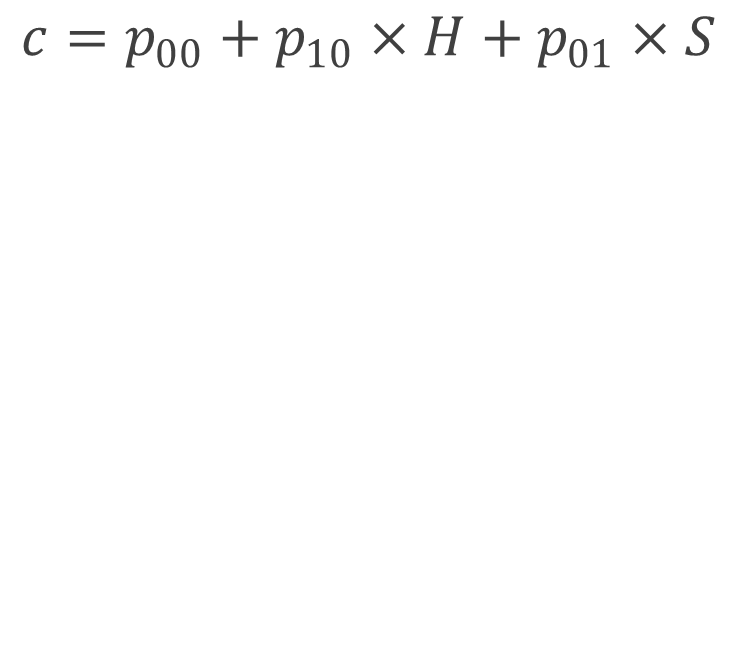 c = p₀₀ + p₁₀ × H + p₀₁ × S